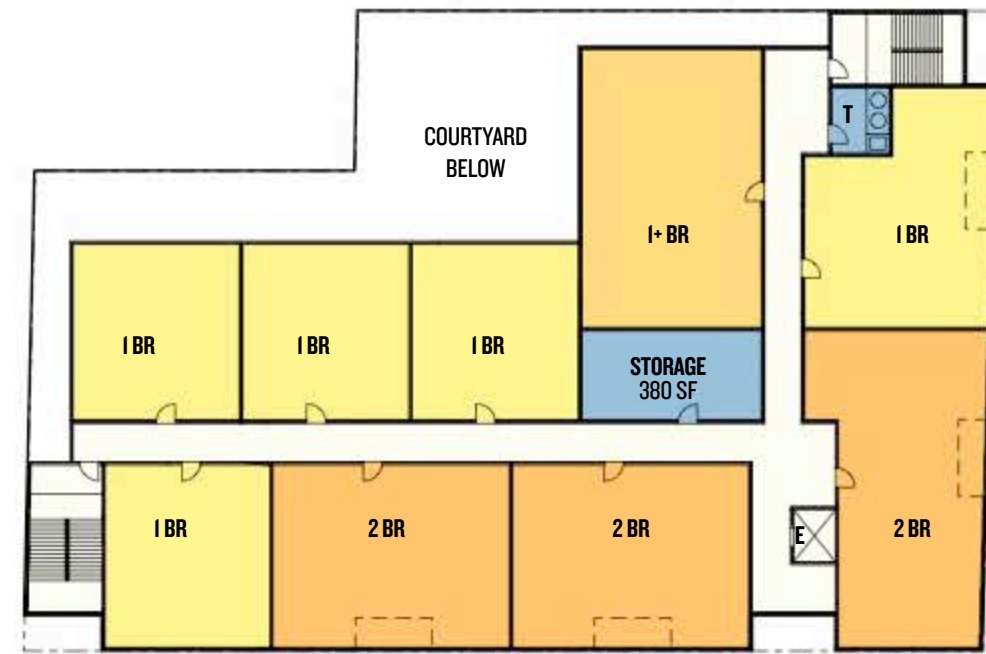 COURTYARD
BELOW
T
1+ BR
1 BR
1 BR
1 BR
1 BR
STORAGE
380 SF
1 BR
2 BR
2 BR
E
2 BR